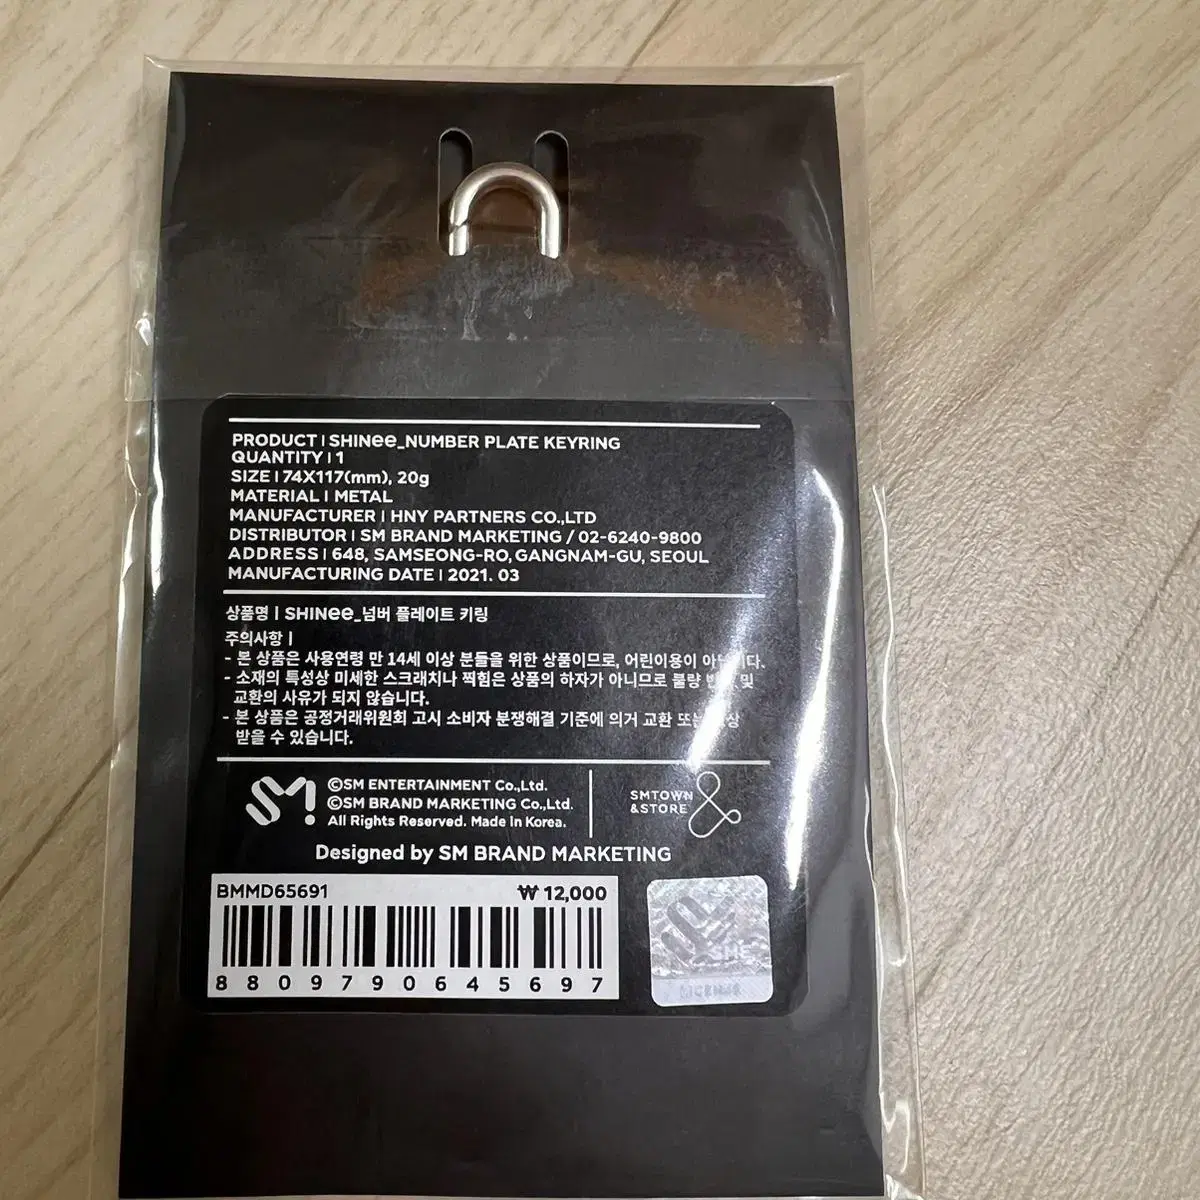 PRODUCT | SHINee_NUMBER PLATE KEYRING
QUANTITY | 1
SIZE | 74X117(mm), 20g
MATERIAL | METAL
MANUFACTURER | HNY PARTNERS CO.,LTD
DISTRIBUTOR | SM BRAND MARKETING / 02-6240-9800
ADDRESS | 648, SAMSEONG-RO, GANGNAM-GU, SEOUL
MANUFACTURING DATE | 2021. 03
상품명 | SHINee_넘버 플레이트 키링
주의사항 |
- 본 상품은 사용연령 만 14세 이상 분들을 위한 상품이므로, 어린이용이 아닙니다.
- 소재의 특성상 미세한 스크래치나 찍힘은 상품의 하자가 아니므로 불량 및
교환의 사유가 되지 않습니다.
- 본 상품은 공정거래위원회 고시 소비자 분쟁해결 기준에 의거 교환 또는
받을 수 있습니다.
SM
©SM ENTERTAINMENT Co.,Ltd.
©SM BRAND MARKETING Co.,Ltd.
All Rights Reserved. Made in Korea.
SMTOWN
&STORE
&
Designed by SM BRAND MARKETING
BMMD65691 ₩ 12,000
8809790645697
SME
LICENSE